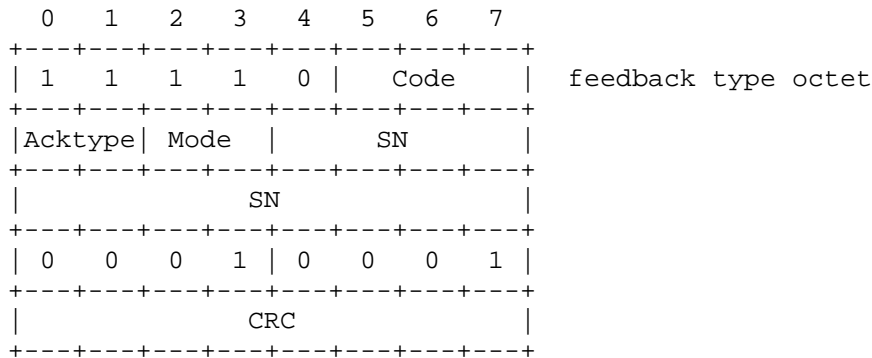 0   1   2   3   4   5   6   7
+---+---+---+---+---+---+---+---+
| 1   1   1   1   0 |   Code    |  feedback type octet
+---+---+---+---+---+---+---+---+
|Acktype| Mode  |      SN       |
+---+---+---+---+---+---+---+---+
|              SN               |
+---+---+---+---+---+---+---+---+
| 0   0   0   1 | 0   0   0   1 |
+---+---+---+---+---+---+---+---+
|              CRC              |
+---+---+---+---+---+---+---+---+